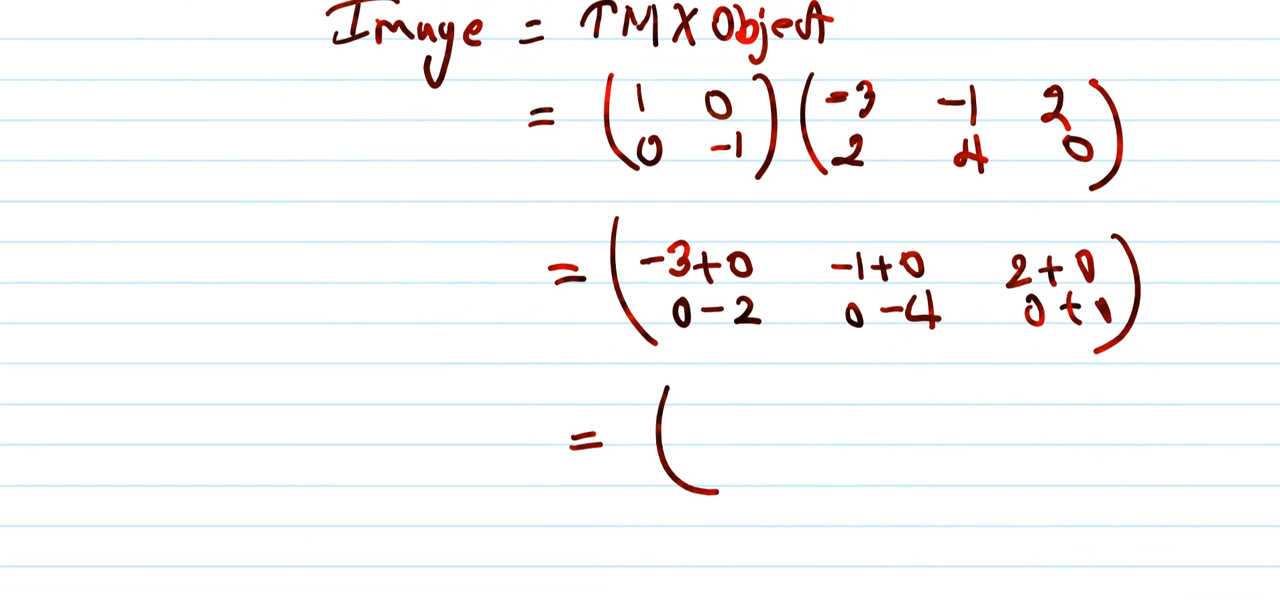 Image = TM X Object
= ( 1 0 ) ( -3 -1 2 )
0 -1 2 4 0
= ( -3+0 -1+0 2+0 )
0-2 0-4 0+0
= (